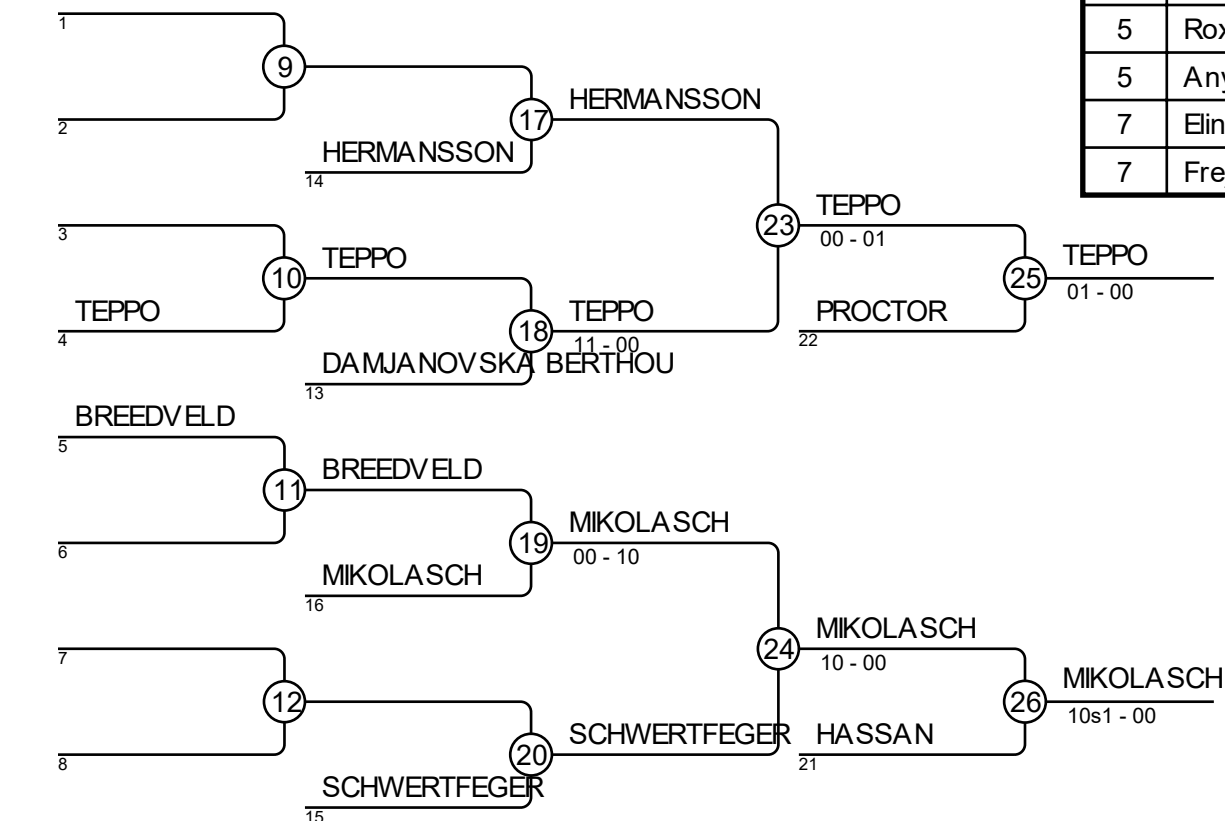 1
9
2
17
HERMANSSON
HERMANSSON
14
3
10
TEPPO
TEPPO
4
18
TEPPO
11 - 00
DAMJANOVSKA BERTHOU
13
23
TEPPO
00 - 01
PROCTOR
22
25
TEPPO
01 - 00
BREEDVELD
5
11
BREEDVELD
6
19
MIKOLASCH
00 - 10
MIKOLASCH
16
7
12
8
20
SCHWERTFEGER
SCHWERTFEGER
15
24
MIKOLASCH
10 - 00
HASSAN
21
26
MIKOLASCH
10s1 - 00
5 Rox
5 Any
7 Elin
7